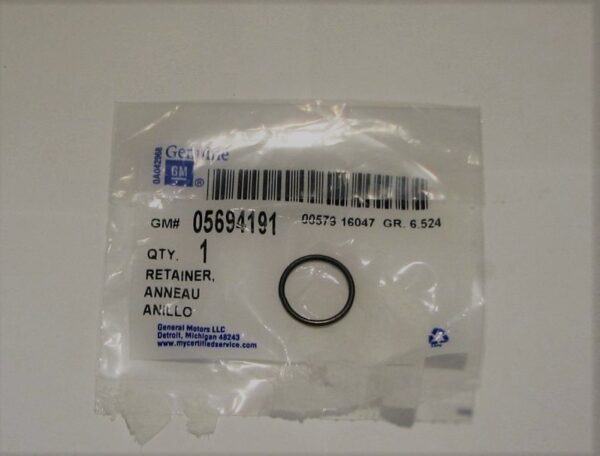 0A042968
Genuine
GM ®
GM# 05694191 00579 16047 GR. 6.524
QTY. 1
RETAINER,
ANNEAU
ANILLO
General Motors LLC
Detroit, Michigan 48243
www.mycertifiedservice.com